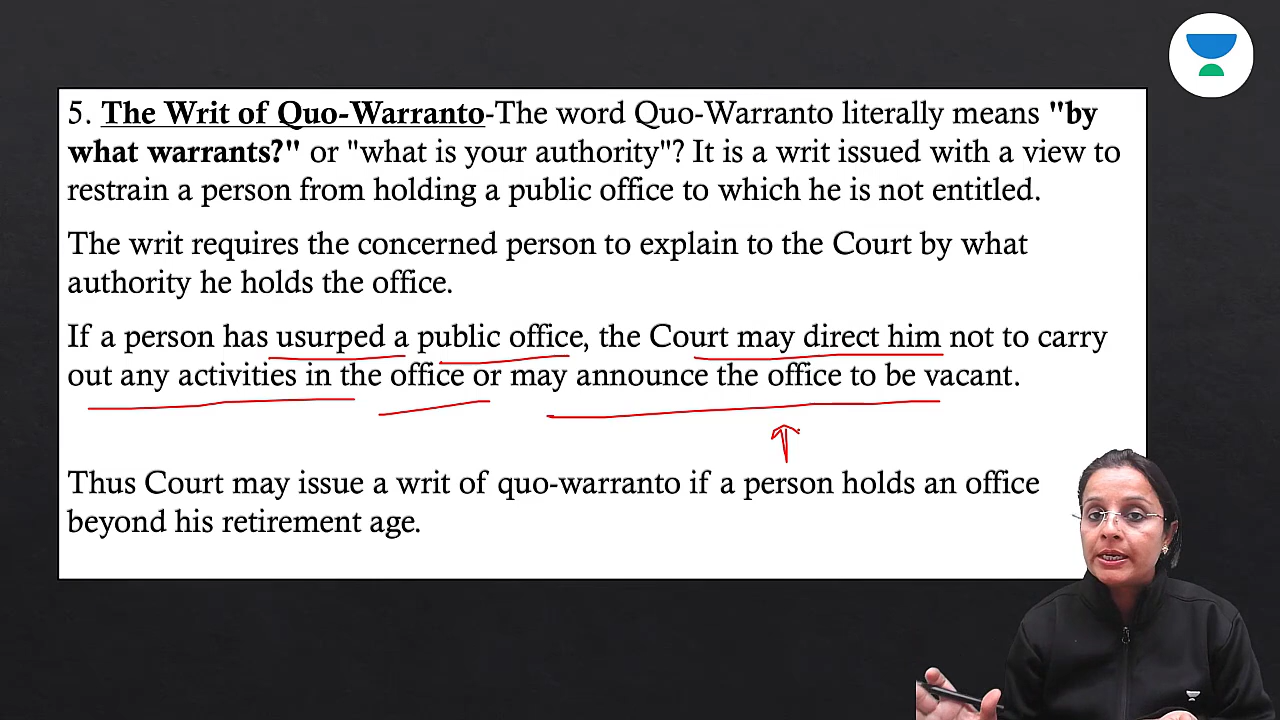 5. The Writ of Quo-Warranto-The word Quo-Warranto literally means "by
what warrants?" or "what is your authority"? It is a writ issued with a view to
restrain a person from holding a public office to which he is not entitled.
The writ requires the concerned person to explain to the Court by what
authority he holds the office.
If a person has usurped a public office, the Court may direct him not to carry
out any activities in the office or may announce the office to be vacant.
Thus Court may issue a writ of quo-warranto if a person holds an office
beyond his retirement age.